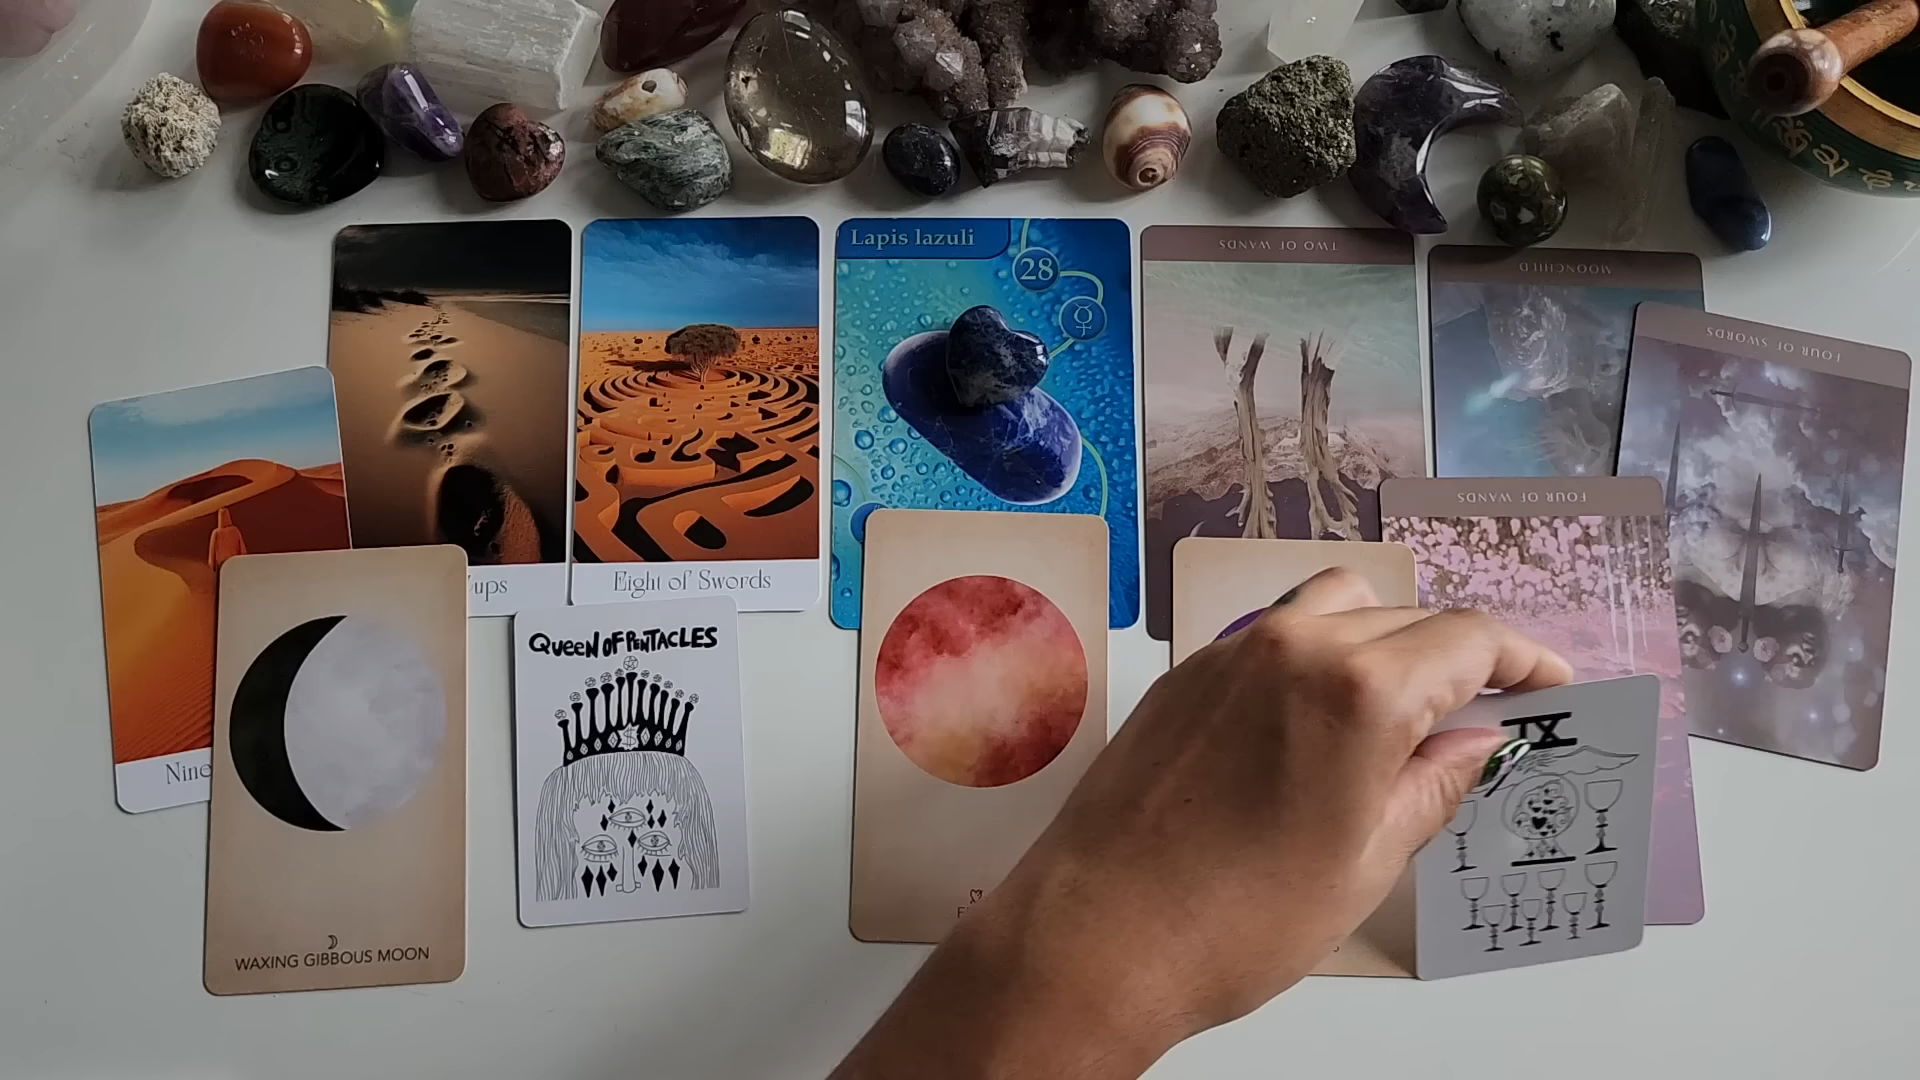 Lapis lazuli
28
TWO OF WANDS
MOONCHILD
FOUR OF SWORDS
FOUR OF WANDS
Eight of Swords
Nine
QUEEN OF PENTACLES
IX
WAXING GIBBOUS MOON